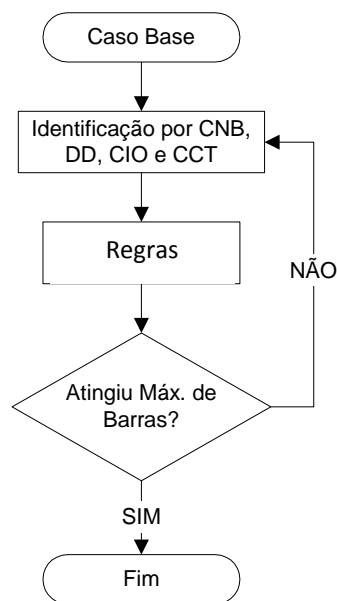 Caso Base
Identificação por CNB,
DD, CIO e CCT
Regras
NÃO
Atingiu Máx. de
Barras?
SIM
Fim